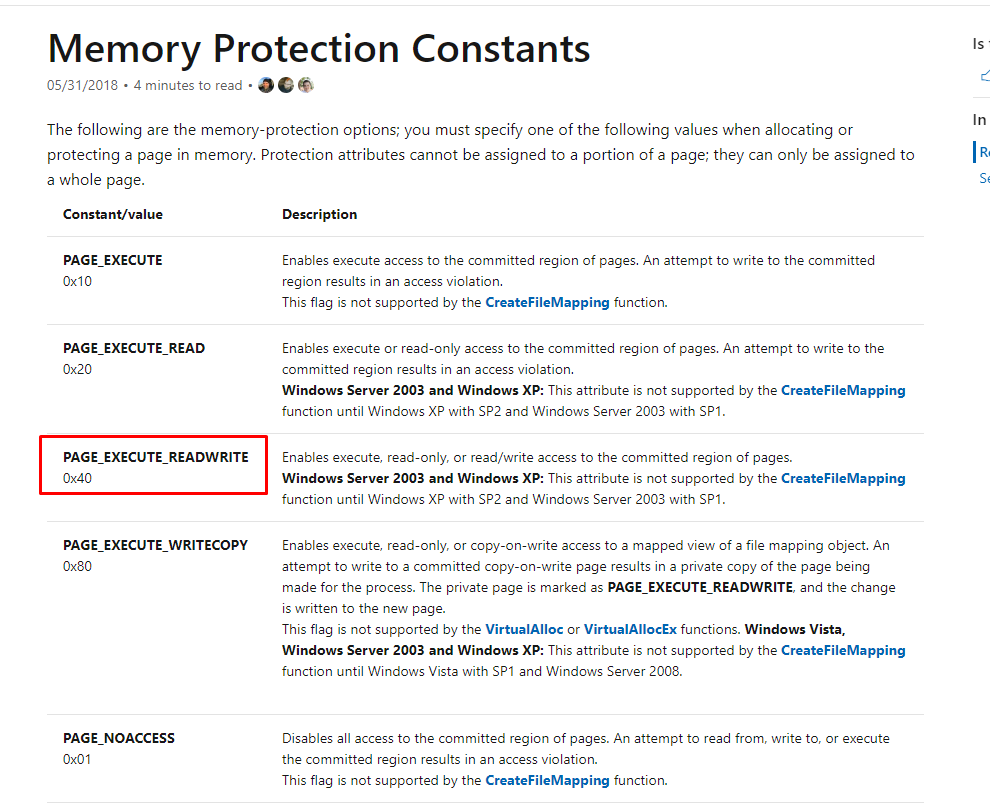 Memory Protection Constants
05/31/2018 • 4 minutes to read •
The following are the memory-protection options; you must specify one of the following values when allocating or
protecting a page in memory. Protection attributes cannot be assigned to a portion of a page; they can only be assigned to
a whole page.
Constant/value Description
PAGE_EXECUTE
0x10
Enables execute access to the committed region of pages. An attempt to write to the committed
region results in an access violation.
This flag is not supported by the CreateFileMapping function.
PAGE_EXECUTE_READ
0x20
Enables execute or read-only access to the committed region of pages. An attempt to write to the
committed region results in an access violation.
Windows Server 2003 and Windows XP: This attribute is not supported by the CreateFileMapping
function until Windows XP with SP2 and Windows Server 2003 with SP1.
PAGE_EXECUTE_READWRITE
0x40
Enables execute, read-only, or read/write access to the committed region of pages.
Windows Server 2003 and Windows XP: This attribute is not supported by the CreateFileMapping
function until Windows XP with SP2 and Windows Server 2003 with SP1.
PAGE_EXECUTE_WRITECOPY
0x80
Enables execute, read-only, or copy-on-write access to a mapped view of a file mapping object. An
attempt to write to a committed copy-on-write page results in a private copy of the page being
made for the process. The private page is marked as PAGE_EXECUTE_READWRITE, and the change
is written to the new page.
This flag is not supported by the VirtualAlloc or VirtualAllocEx functions. Windows Vista,
Windows Server 2003 and Windows XP: This attribute is not supported by the CreateFileMapping
function until Windows Vista with SP1 and Windows Server 2008.
PAGE_NOACCESS
0x01
Disables all access to the committed region of pages. An attempt to read from, write to, or execute
the committed region results in an access violation.
This flag is not supported by the CreateFileMapping function.
Is
In